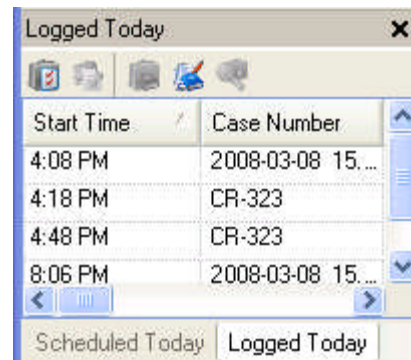 Logged Today
Start Time Case Number
4:08 PM 2008-03-08 15....
4:18 PM CR-323
4:48 PM CR-323
8:06 PM 2008-03-08 15....
Scheduled Today Logged Today